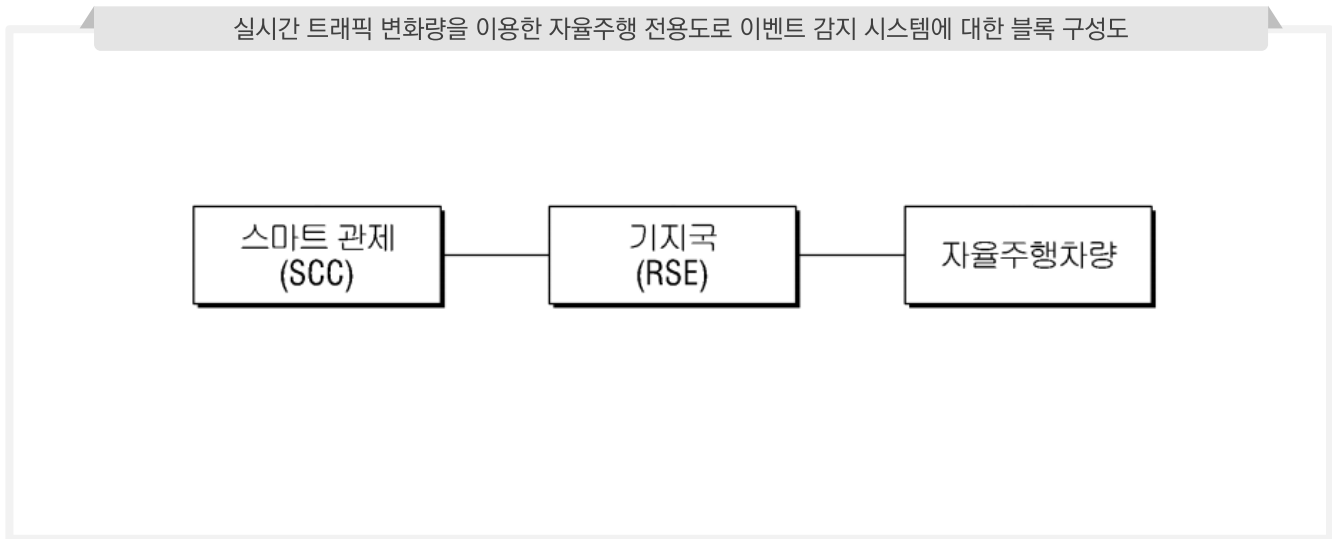 실시간 트래픽 변화량을 이용한 자율주행 전용도로 이벤트 감지 시스템에 대한 블록 구성도
스마트 관제
(SCC)
기지국
(RSE)
자율주행차량